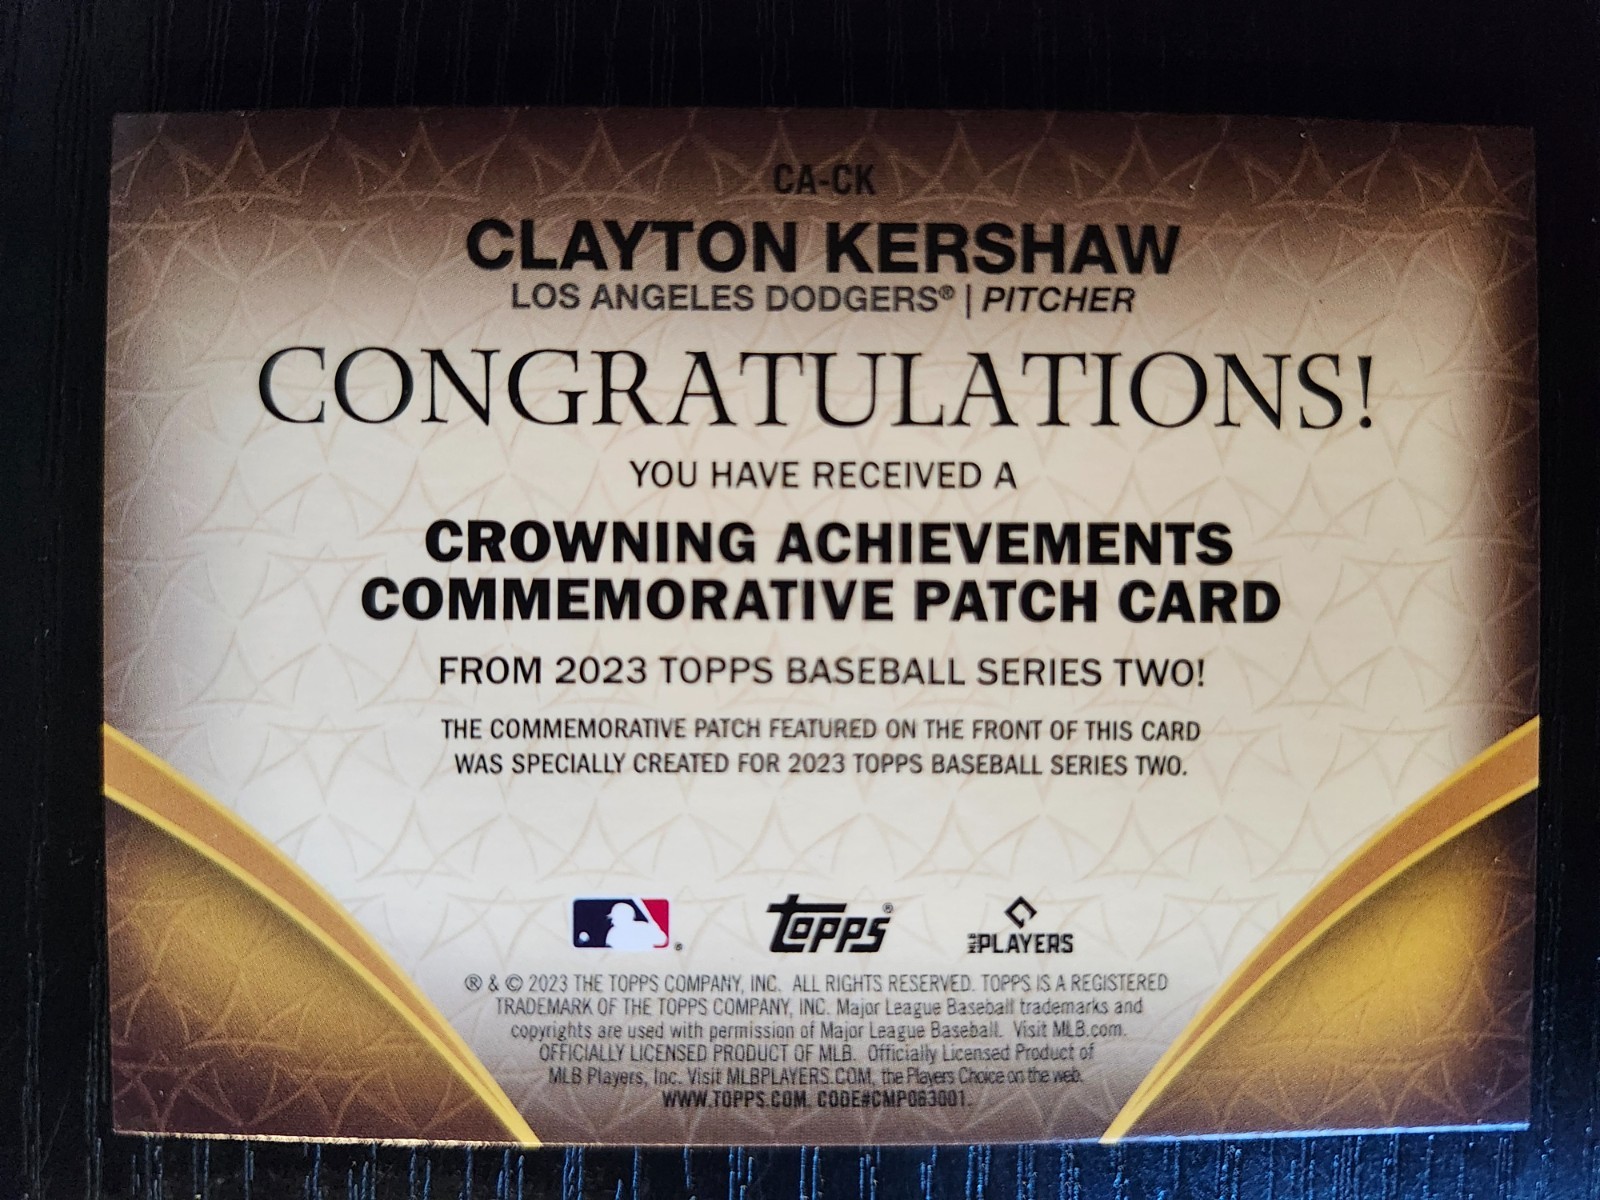 CA-CK
CLAYTON KERSHAW
LOS ANGELES DODGERS® | PITCHER
CONGRATULATIONS!
YOU HAVE RECEIVED A
CROWNING ACHIEVEMENTS
COMMEMORATIVE PATCH CARD
FROM 2023 TOPPS BASEBALL SERIES TWO!
THE COMMEMORATIVE PATCH FEATURED ON THE FRONT OF THIS CARD
WAS SPECIALLY CREATED FOR 2023 TOPPS BASEBALL SERIES TWO.
® topps® MLB PLAYERS
® & © 2023 THE TOPPS COMPANY, INC. ALL RIGHTS RESERVED. TOPPS IS A REGISTERED
TRADEMARK OF THE TOPPS COMPANY, INC. Major League Baseball trademarks and
copyrights are used with permission of Major League Baseball. Visit MLB.com.
OFFICIALLY LICENSED PRODUCT OF MLB. Officially Licensed Product of
MLB Players, Inc. Visit MLBPLAYERS.COM, the Players Choice on the web.
WWW.TOPPS.COM. CODE#CMP063001.